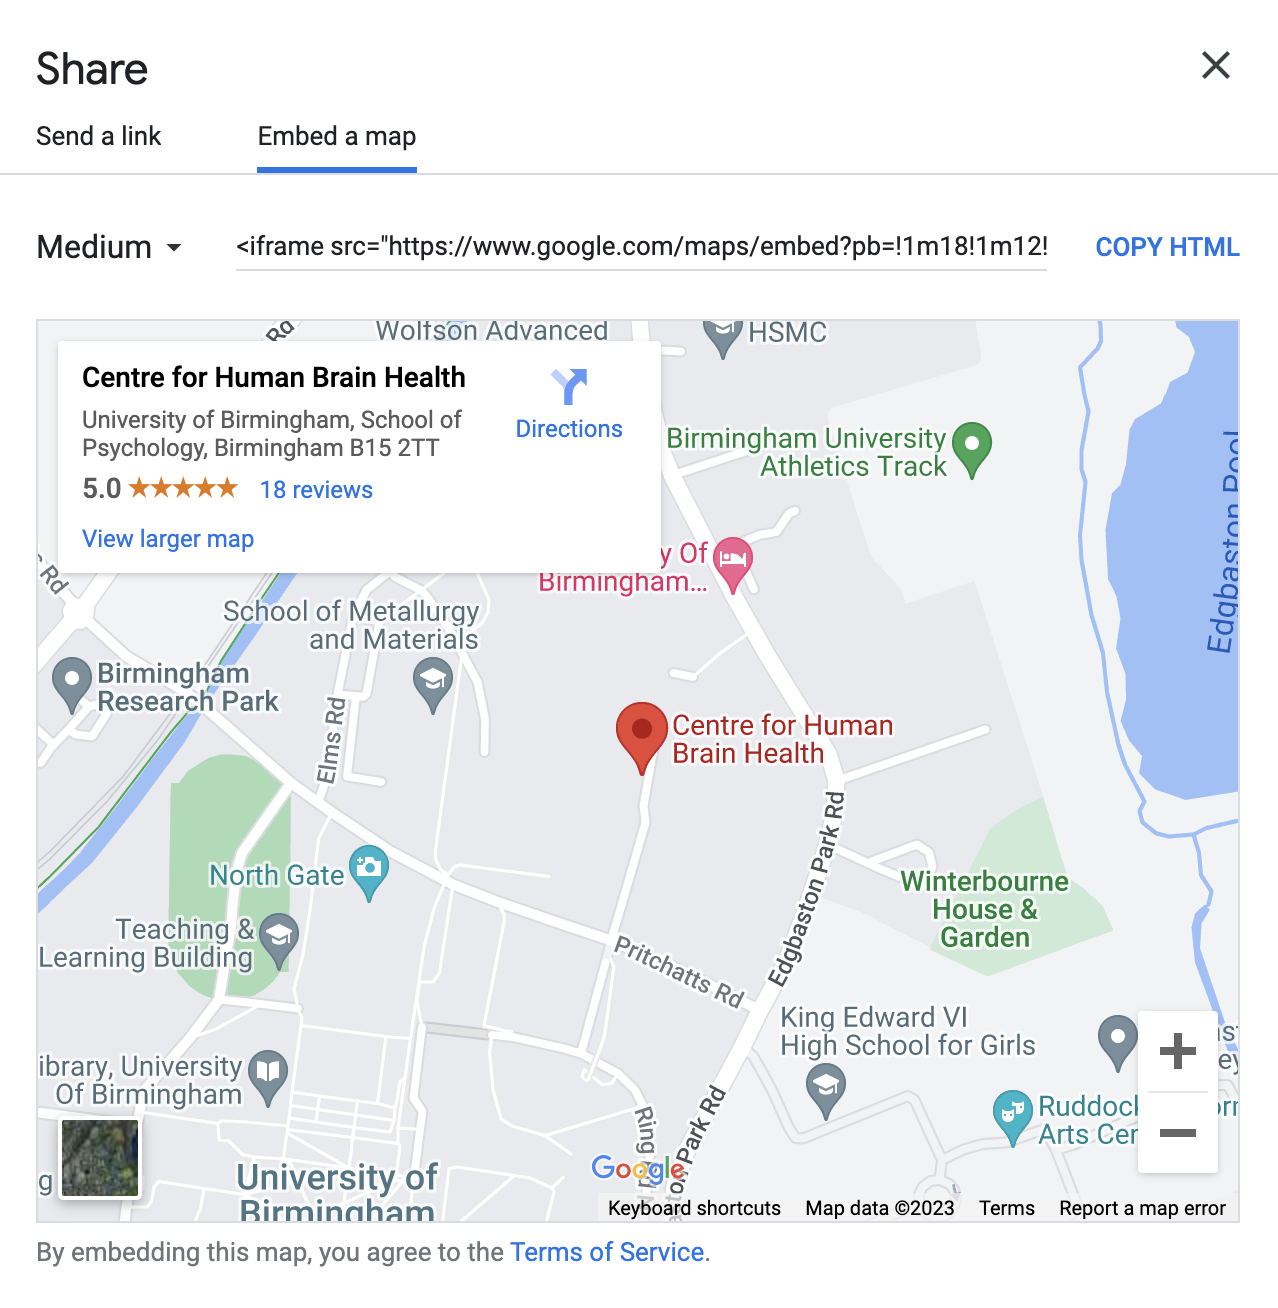 Share
Send a link
Embed a map
Medium
<iframe src="https://www.google.com/maps/embed?pb=!1m18!1m12!
COPY HTML
Rd
Wolfson Advanced
HSMC
Centre for Human Brain Health
University of Birmingham, School of
Psychology, Birmingham B15 2TT
Directions
5.0
18 reviews
View larger map
Birmingham University
Athletics Track
Edgbaston Pool
y Of
Birmingham...
Rd
School of Metallurgy
and Materials
Birmingham
Research Park
Elms Rd
Centre for Human
Brain Health
Edgbaston Park Rd
North Gate
Winterbourne
House &
Garden
Teaching &
Learning Building
Pritchatts Rd
King Edward VI
High School for Girls
ibrary, University
Of Birmingham
Ruddock
Arts Cen
Ring Rd N
ton Park Rd
University of
Birmingham
g
Google
Keyboard shortcuts
Map data ©2023
Terms
Report a map error
By embedding this map, you agree to the Terms of Service.